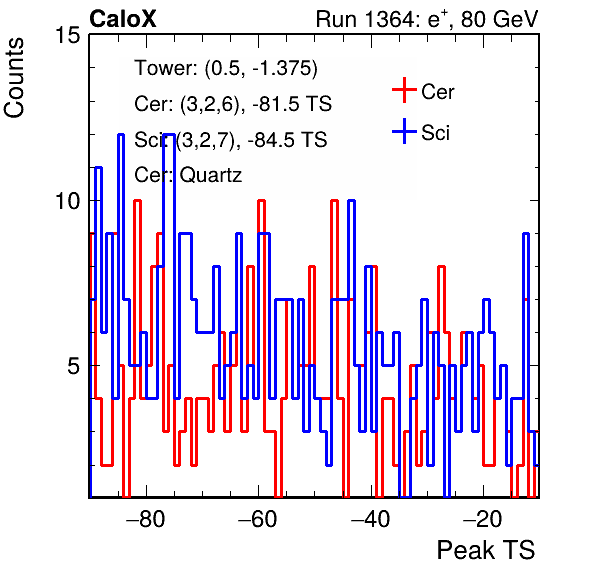 CaloX Run 1364: e⁺, 80 GeV
Counts
15
Tower: (0.5, -1.375)
Cer: (3,2,6), -81.5 TS
Sci: (3,2,7), -84.5 TS
Cer: Quartz
Cer
Sci
10
5
−80 −60 −40 −20
Peak TS